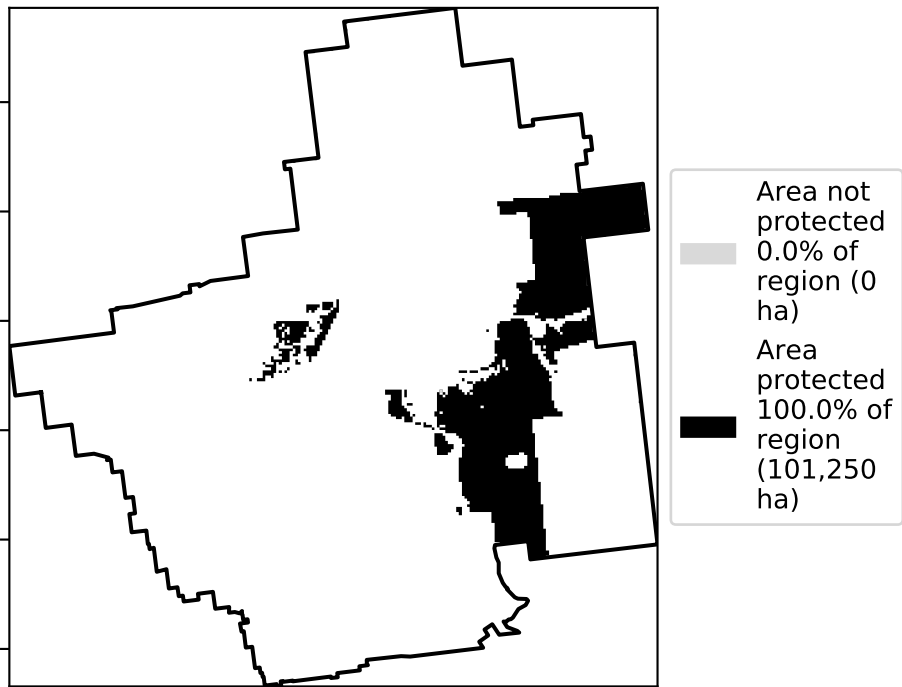 Area not
protected
0.0% of
region (0
ha)
Area
protected
100.0% of
region
(101,250
ha)